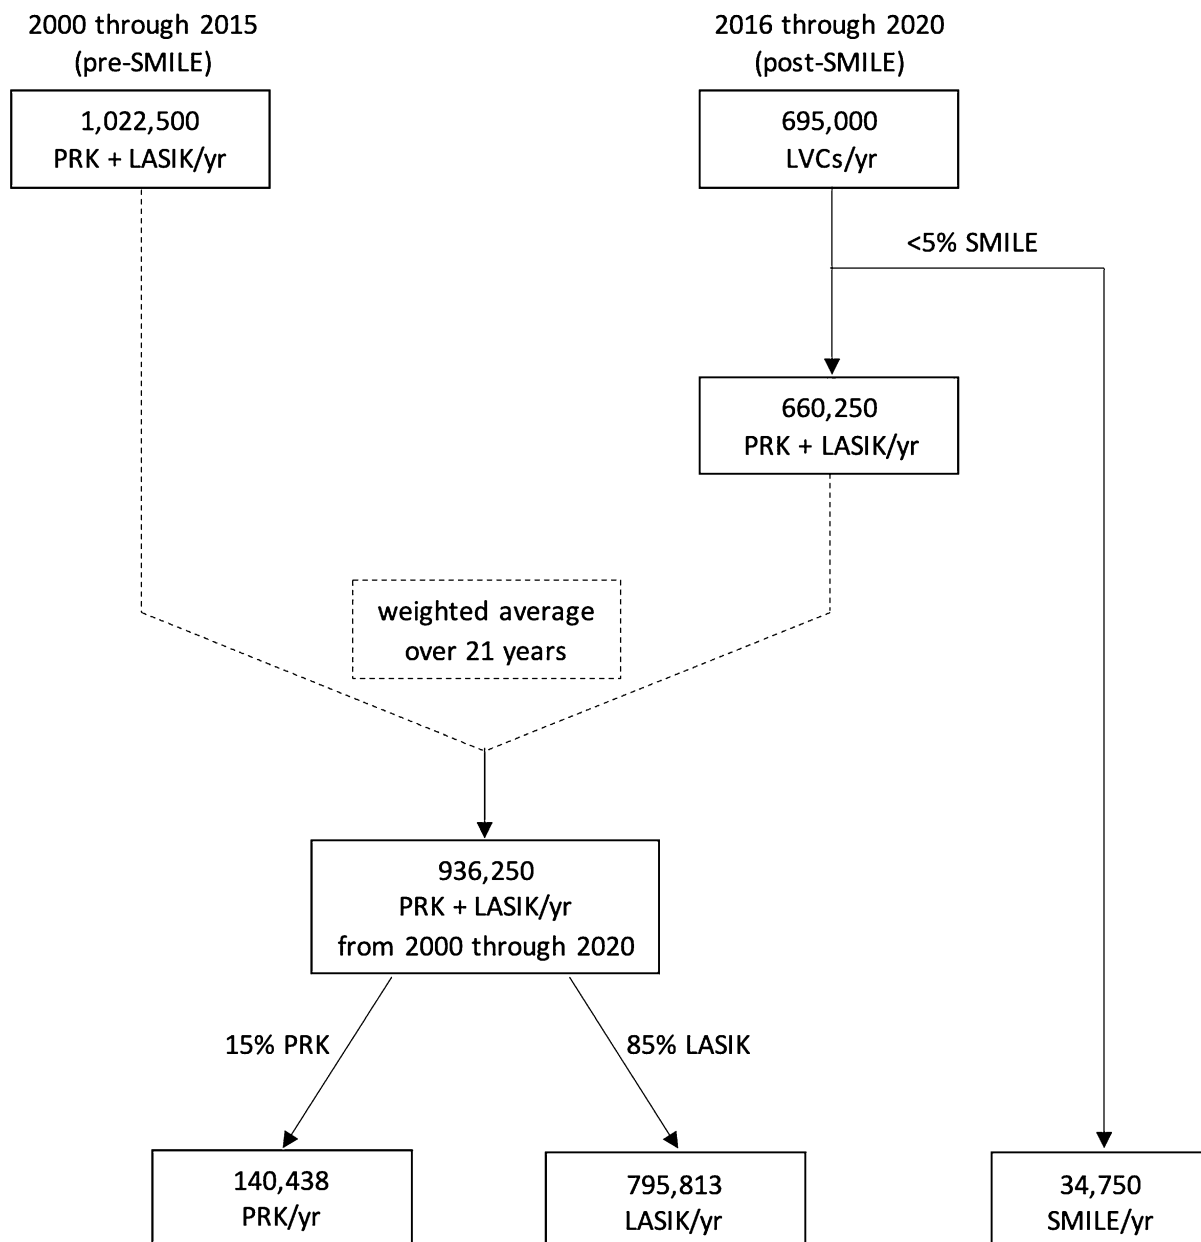 2000 through 2015
(pre-SMILE)
1,022,500
PRK + LASIK/yr
2016 through 2020
(post-SMILE)
695,000
LVCs/yr
<5% SMILE
660,250
PRK + LASIK/yr
weighted average
over 21 years
936,250
PRK + LASIK/yr
from 2000 through 2020
15% PRK
85% LASIK
140,438
PRK/yr
795,813
LASIK/yr
34,750
SMILE/yr